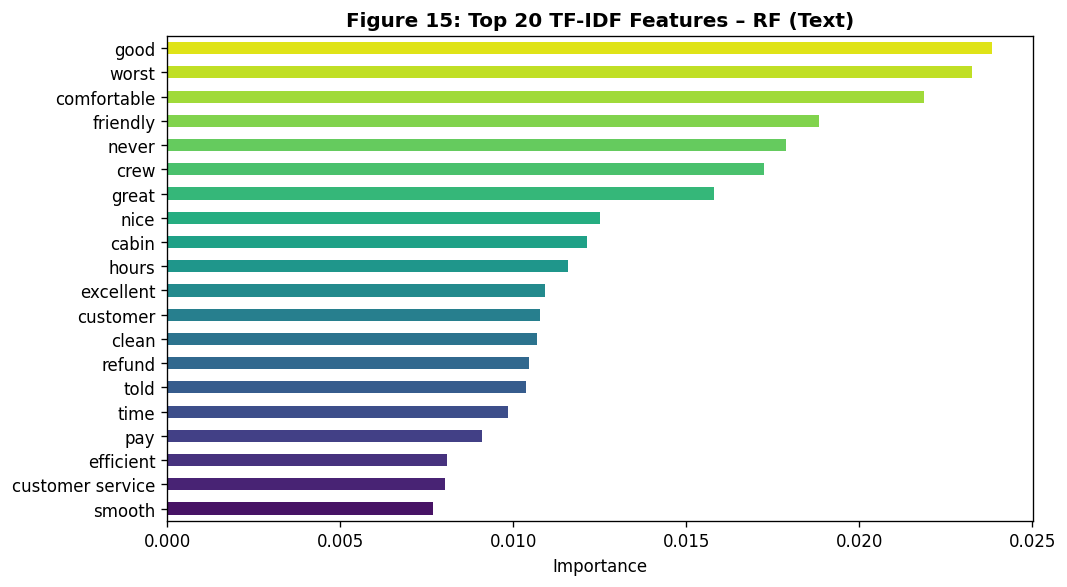 Figure 15: Top 20 TF-IDF Features – RF (Text)
good
worst
comfortable
friendly
never
crew
great
nice
cabin
hours
excellent
customer
clean
refund
told
time
pay
efficient
customer service
smooth
0.000 0.005 0.010 0.015 0.020 0.025
Importance